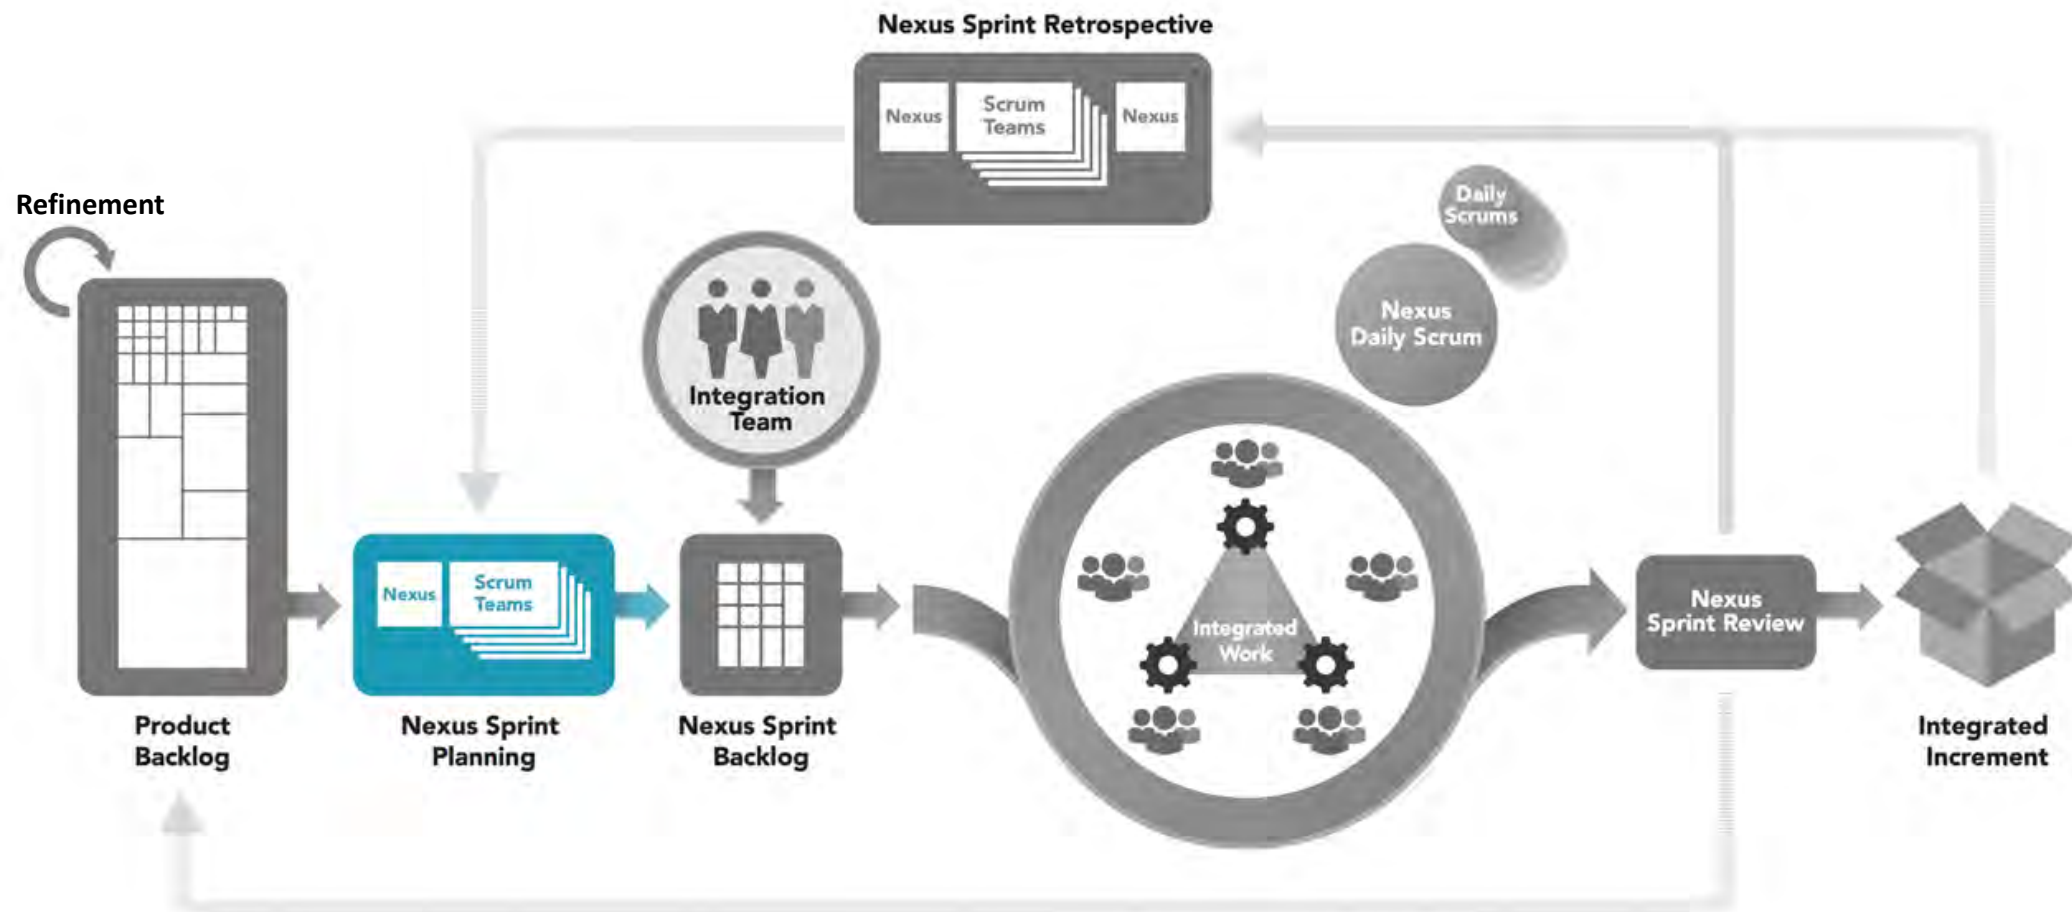 Nexus Sprint Retrospective
Nexus
Scrum
Teams
Nexus
Daily
Scrums
Refinement
Nexus
Daily Scrum
Integration
Team
Nexus
Scrum
Teams
Integrated
Work
Nexus
Sprint Review
Product
Backlog
Nexus Sprint
Planning
Nexus Sprint
Backlog
Integrated
Increment